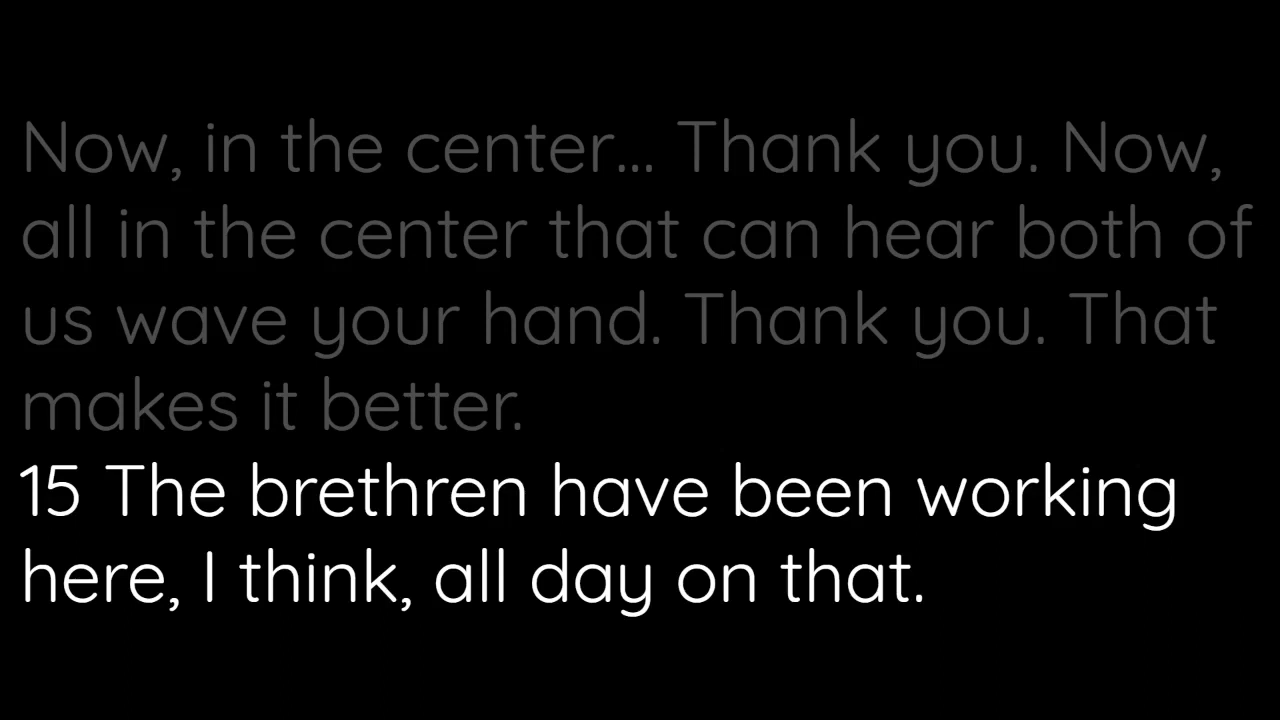 Now, in the center... Thank you. Now,
all in the center that can hear both of
us wave your hand. Thank you. That
makes it better.
15 The brethren have been working
here, I think, all day on that.